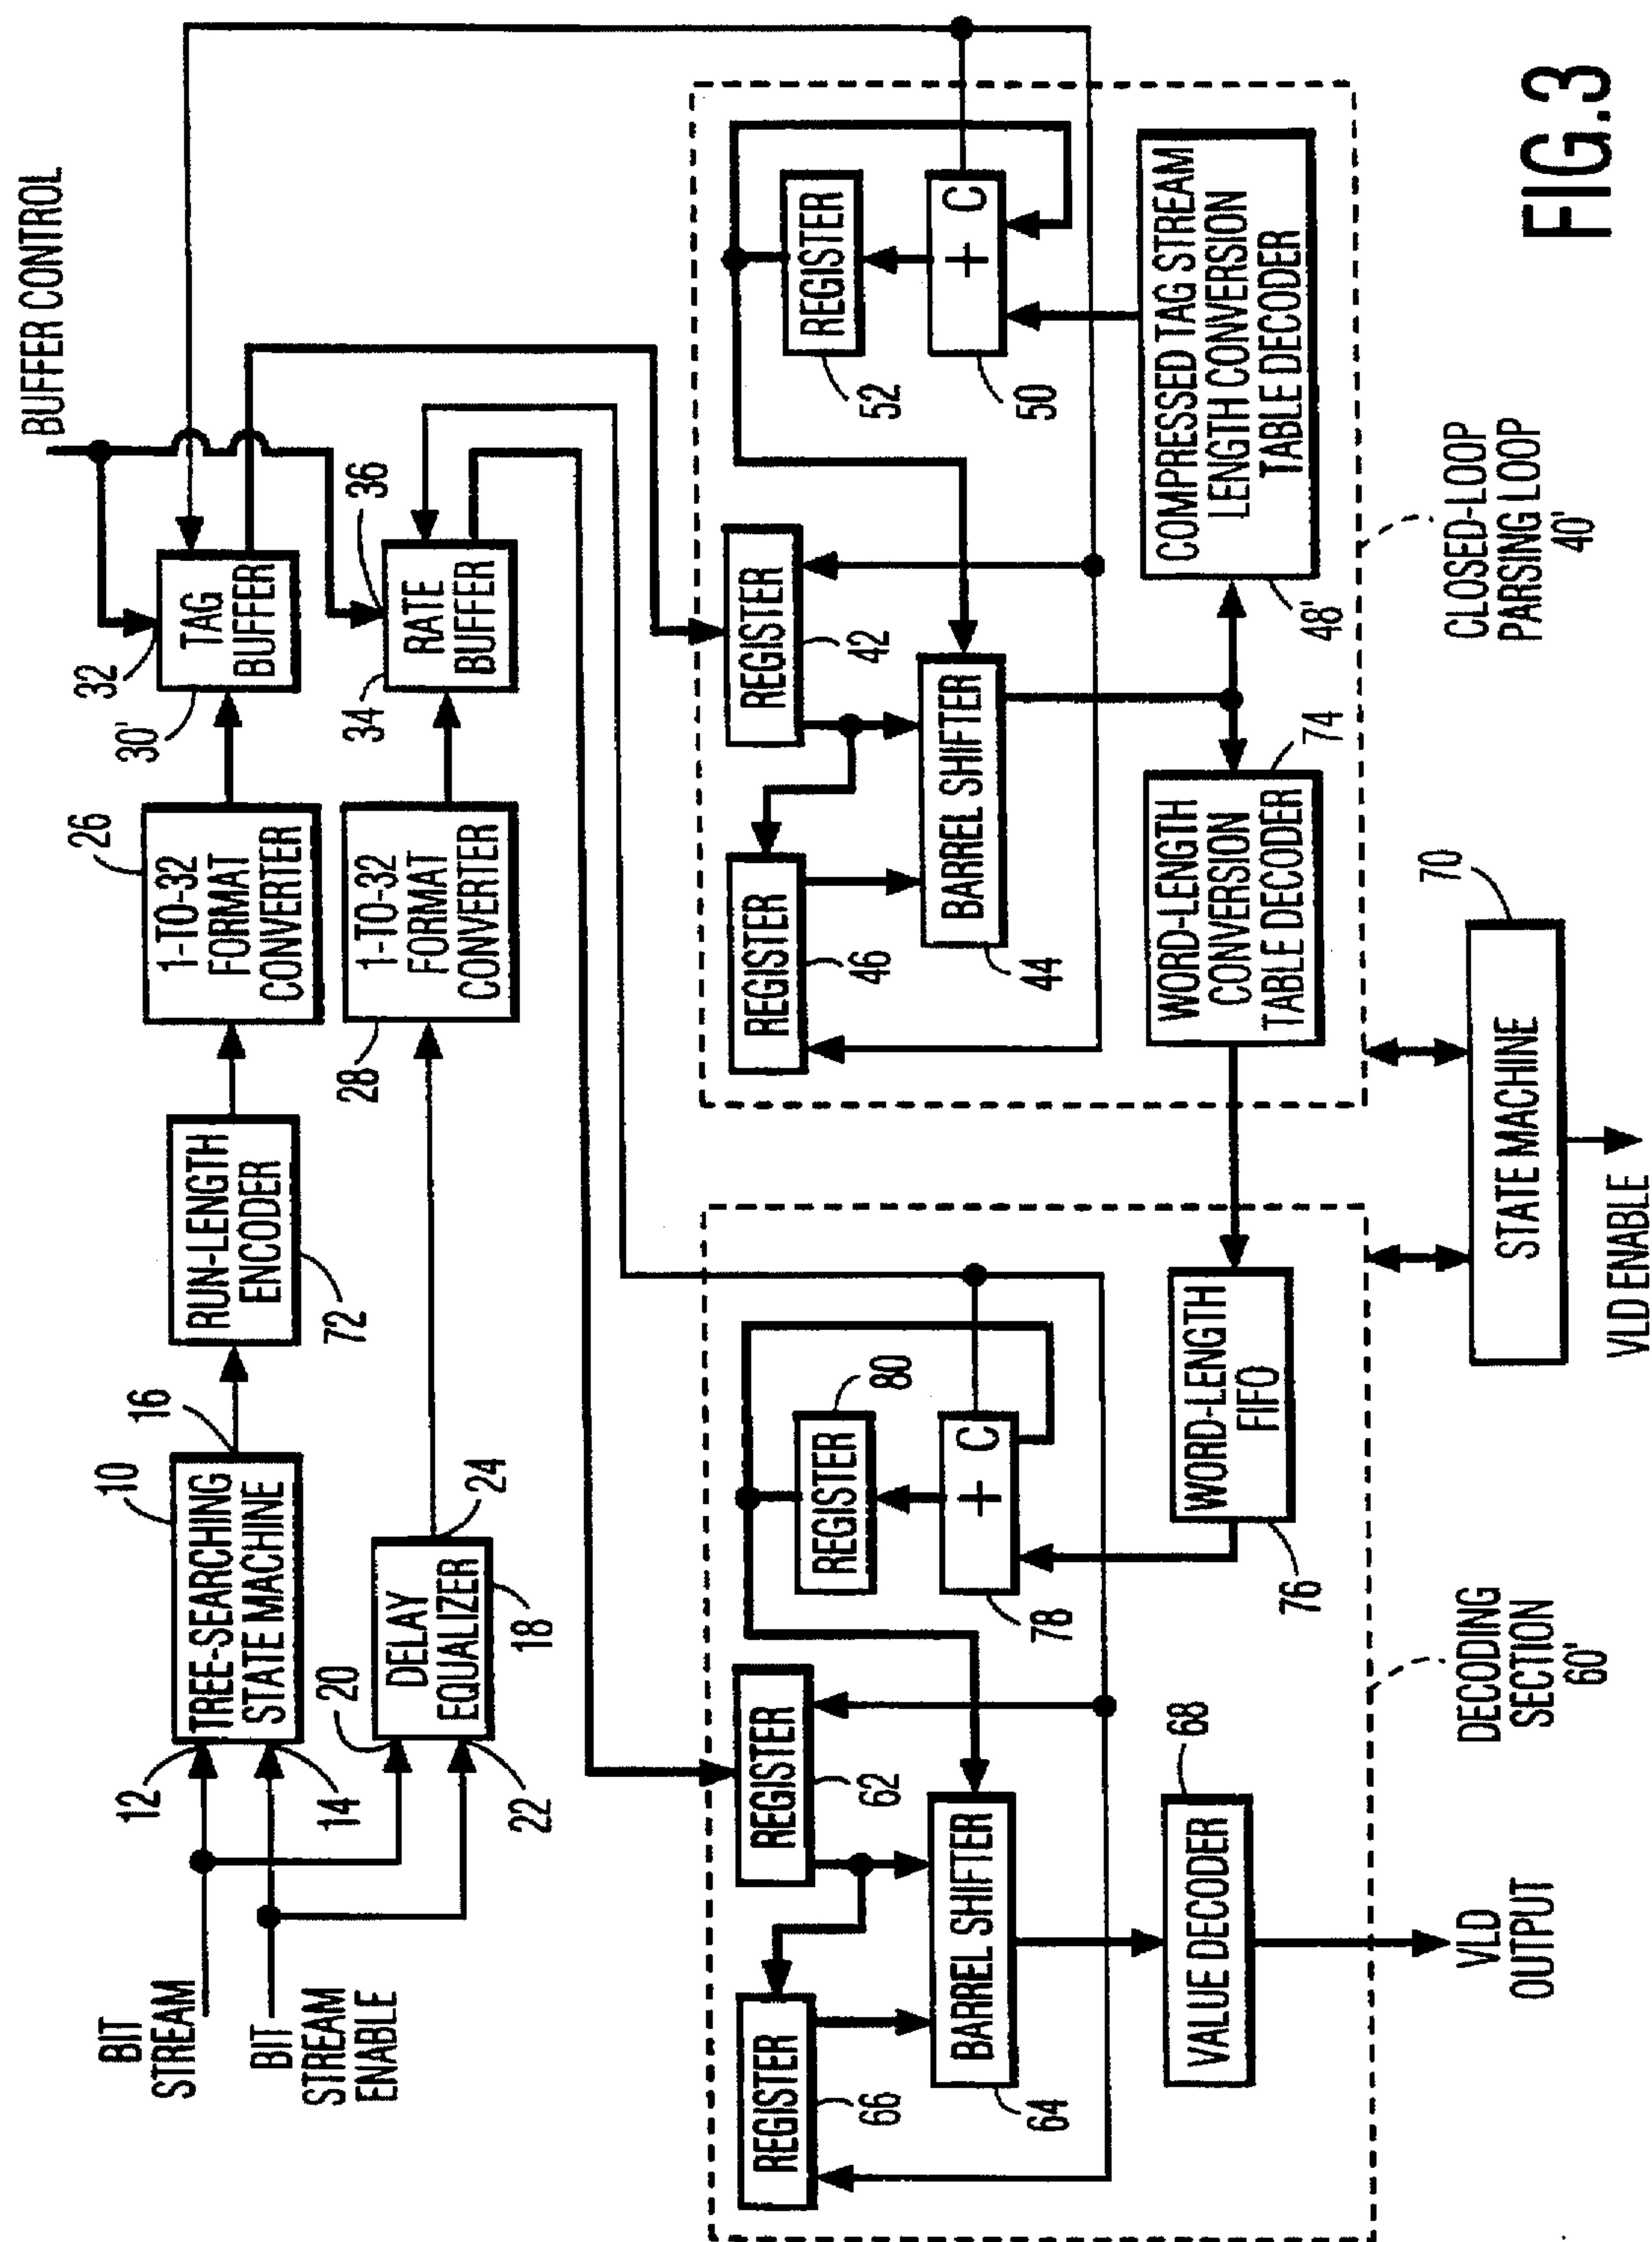 BUFFER CONTROL
BIT
STREAM
BIT
STREAM
ENABLE
12
14
10
TREE-SEARCHING
STATE MACHINE
16
20
22
DELAY
EQUALIZER
18
24
RUN-LENGTH
ENCODER
72
26
1-TO-32
FORMAT
CONVERTER
28
1-TO-32
FORMAT
CONVERTER
32
TAG
BUFFER
30'
36
RATE
BUFFER
34
REGISTER
62
REGISTER
66
BARREL SHIFTER
64
REGISTER
80
+ C
78
VALUE DECODER
68
WORD-LENGTH
FIFO
76
VLD
OUTPUT
DECODING
SECTION
60'
REGISTER
42
REGISTER
46
BARREL SHIFTER
44
REGISTER
52
+ C
50
WORD-LENGTH
CONVERSION
TABLE DECODER
74
COMPRESSED TAG STREAM
LENGTH CONVERSION
TABLE DECODER
48'
CLOSED-LOOP
PARSING LOOP
40'
STATE MACHINE
70
VLD ENABLE
FIG.3